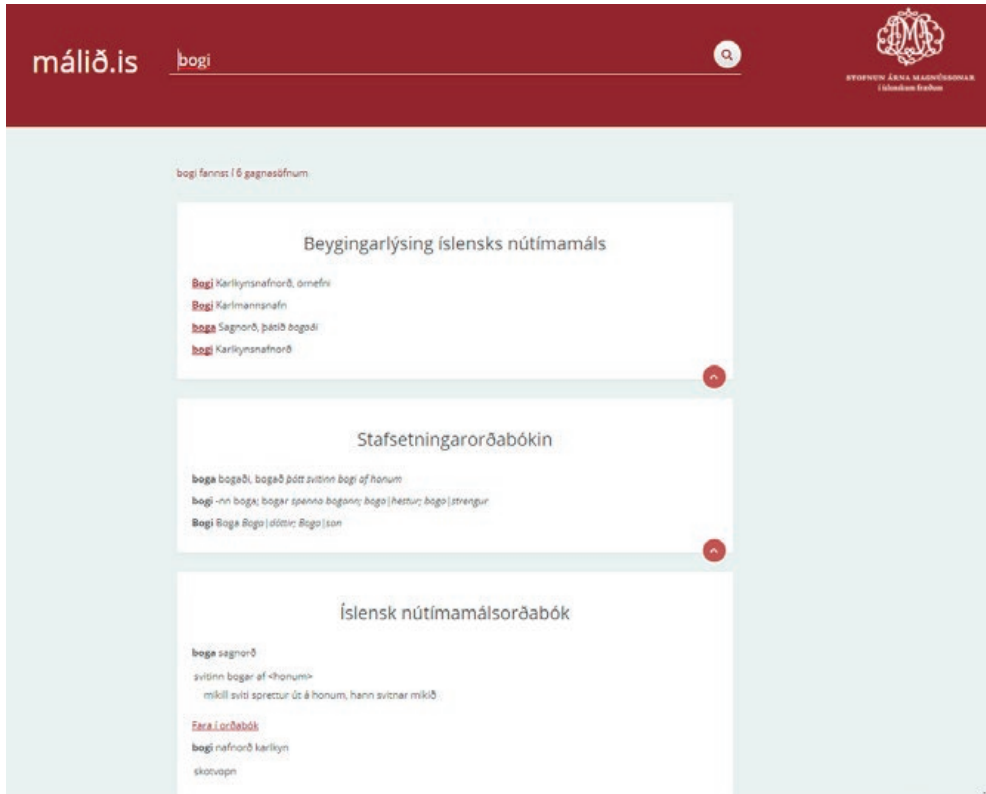 málið.is
bogi
STOFNUN ÁRNA MAGNÚSSONAR
í íslenskum fræðum
bogi fannst í 6 gagnasöfnum
Beygingarlýsing íslensks nútímamáls
Bogi Karlkynsnafnorð, örnefni
Bogi Karlmannsnafn
boga Sagnorð, þátíð bogaði
bogi Karlkynsnafnorð
Stafsetningarorðabókin
boga bogaði, bogað þótt svitinn bogi af honum
bogi -nn boga; bogar spenna bogann; boga|hestur; boga|strengur
Bogi Boga Boga|dóttir; Boga|son
Íslensk nútímamálsorðabók
boga sagnorð
svitinn bogar af <honum>
mikill sviti sprettur út á honum, hann svitnar mikið
Fara í orðabók
bogi nafnorð karlkyn
skotvopn